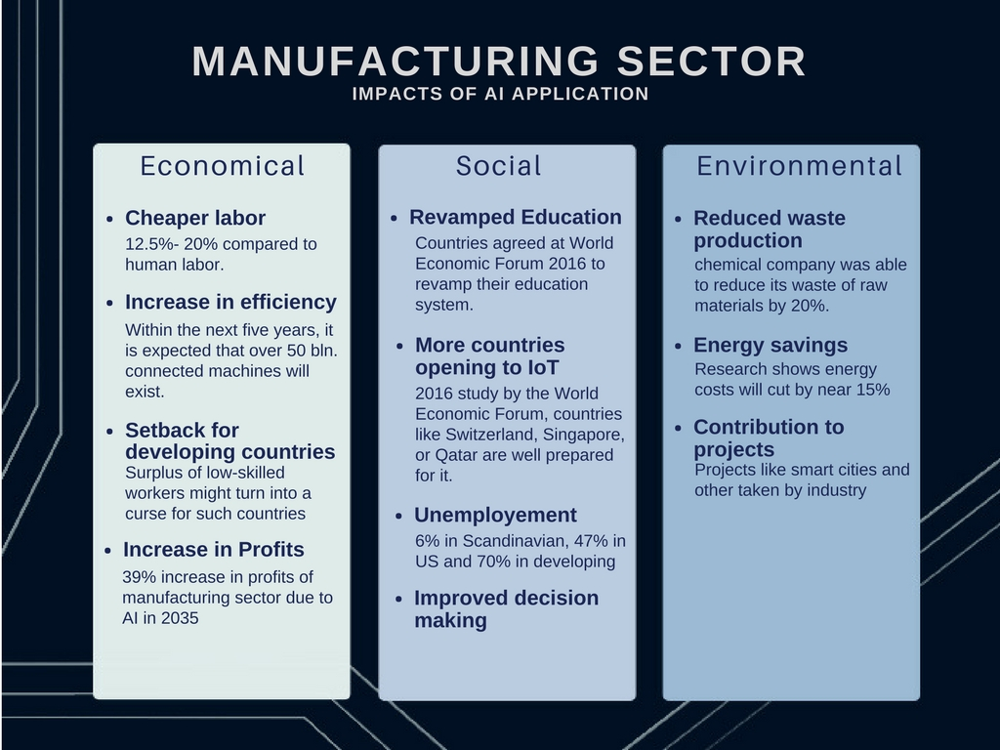 MANUFACTURING SECTOR
IMPACTS OF AI APPLICATION
Economical
• Cheaper labor
12.5%- 20% compared to
human labor.
• Increase in efficiency
Within the next five years, it
is expected that over 50 bln.
connected machines will
exist.
• Setback for
developing countries
Surplus of low-skilled
workers might turn into a
curse for such countries
• Increase in Profits
39% increase in profits of
manufacturing sector due to
AI in 2035
Social
• Revamped Education
Countries agreed at World
Economic Forum 2016 to
revamp their education
system.
• More countries
opening to IoT
2016 study by the World
Economic Forum, countries
like Switzerland, Singapore,
or Qatar are well prepared
for it.
• Unemployement
6% in Scandinavian, 47% in
US and 70% in developing
• Improved decision
making
Environmental
• Reduced waste
production
chemical company was able
to reduce its waste of raw
materials by 20%.
• Energy savings
Research shows energy
costs will cut by near 15%
• Contribution to
projects
Projects like smart cities and
other taken by industry